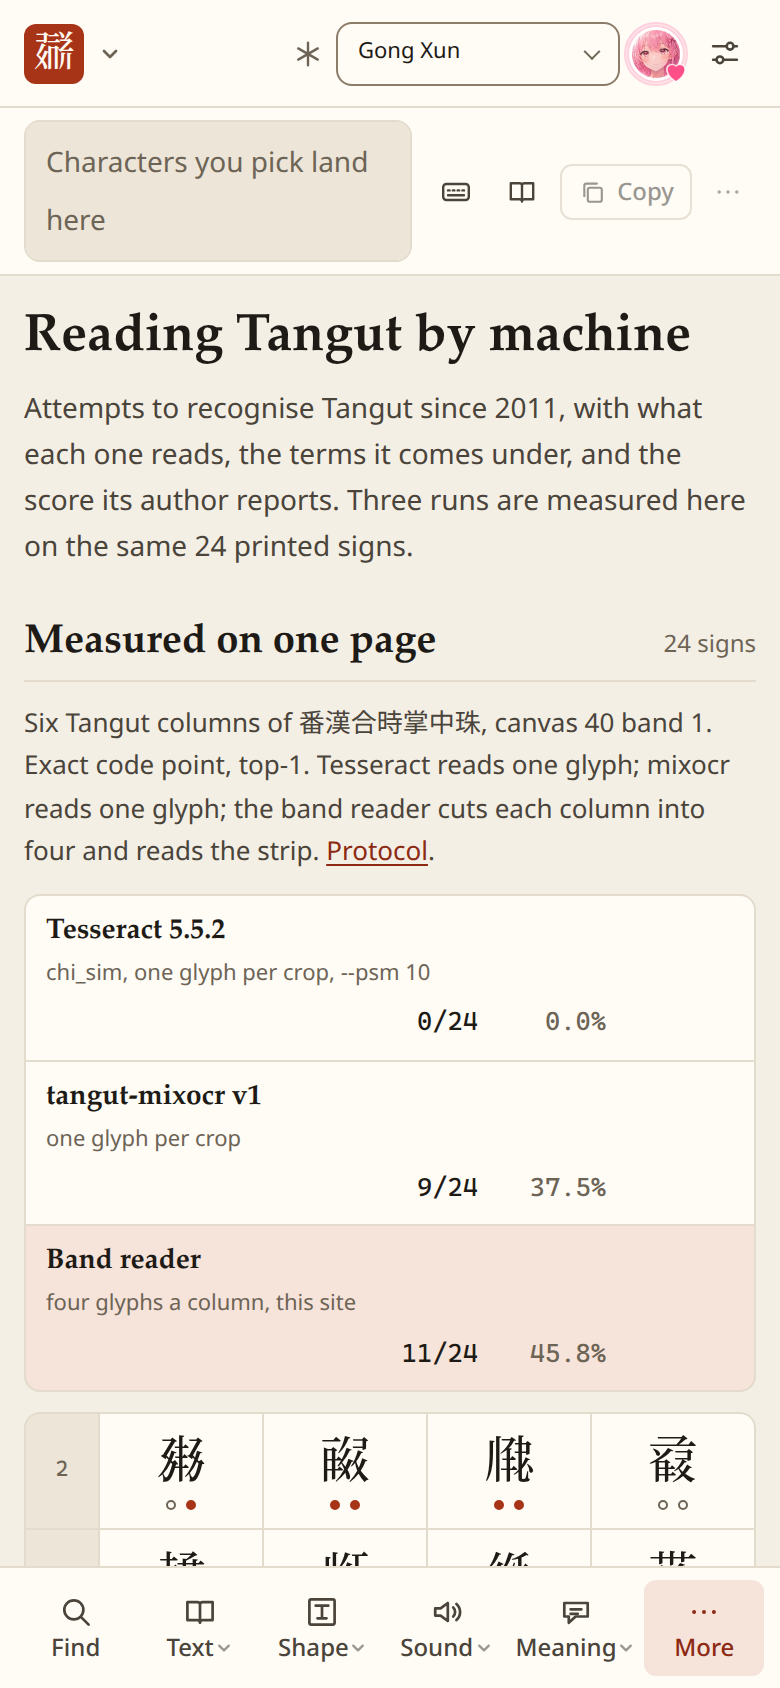 Gong Xun
Characters you pick land
here
Copy
Reading Tangut by machine
Attempts to recognise Tangut since 2011, with what
each one reads, the terms it comes under, and the
score its author reports. Three runs are measured here
on the same 24 printed signs.
Measured on one page
24 signs
Six Tangut columns of 番漢合時掌中珠, canvas 40 band 1.
Exact code point, top-1. Tesseract reads one glyph; mixocr
reads one glyph; the band reader cuts each column into
four and reads the strip. Protocol.
Tesseract 5.5.2
chi_sim, one glyph per crop, --psm 10
0/24 0.0%
tangut-mixocr v1
one glyph per crop
9/24 37.5%
Band reader
four glyphs a column, this site
11/24 45.8%
2
Find
Text
Shape
Sound
Meaning
More